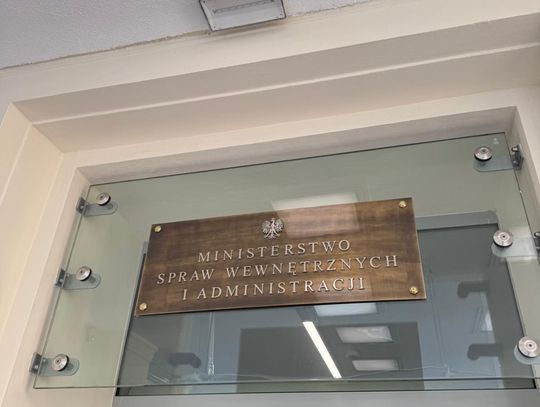 MINISTERSTWO
SPRAW WEWNĘTRZNYCH
I ADMINISTRACJI